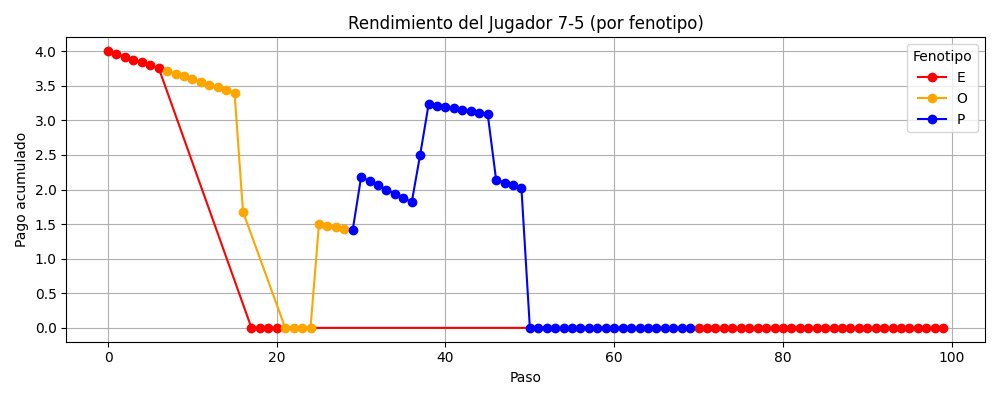 Rendimiento del Jugador 7-5 (por fenotipo)
Pago acumulado
4.0
3.5
3.0
2.5
2.0
1.5
1.0
0.5
0.0
Fenotipo
E
O
P
0 20 40 60 80 100
Paso